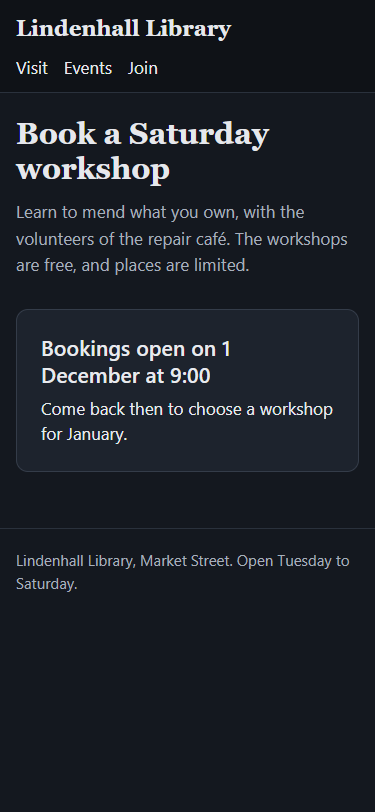 Lindenhall Library
Visit Events Join
Book a Saturday
workshop
Learn to mend what you own, with the
volunteers of the repair café. The workshops
are free, and places are limited.
Bookings open on 1
December at 9:00
Come back then to choose a workshop
for January.
Lindenhall Library, Market Street. Open Tuesday to
Saturday.